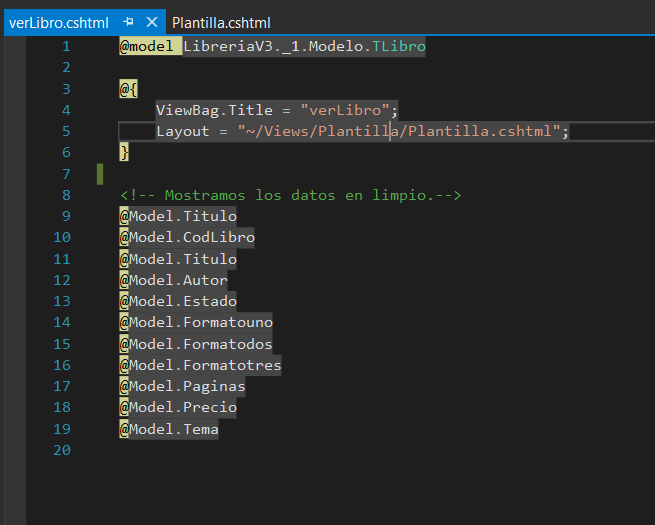 verLibro.cshtml
Plantilla.cshtml
1 @model LibreriaV3._1.Modelo.TLibro
2
3 @{
4 ViewBag.Title = "verLibro";
5 Layout = "~/Views/Plantilla/Plantilla.cshtml";
6 }
7
8 <!-- Mostramos los datos en limpio.-->
9 @Model.Titulo
10 @Model.CodLibro
11 @Model.Titulo
12 @Model.Autor
13 @Model.Estado
14 @Model.Formatouno
15 @Model.Formatodos
16 @Model.Formatotres
17 @Model.Paginas
18 @Model.Precio
19 @Model.Tema
20